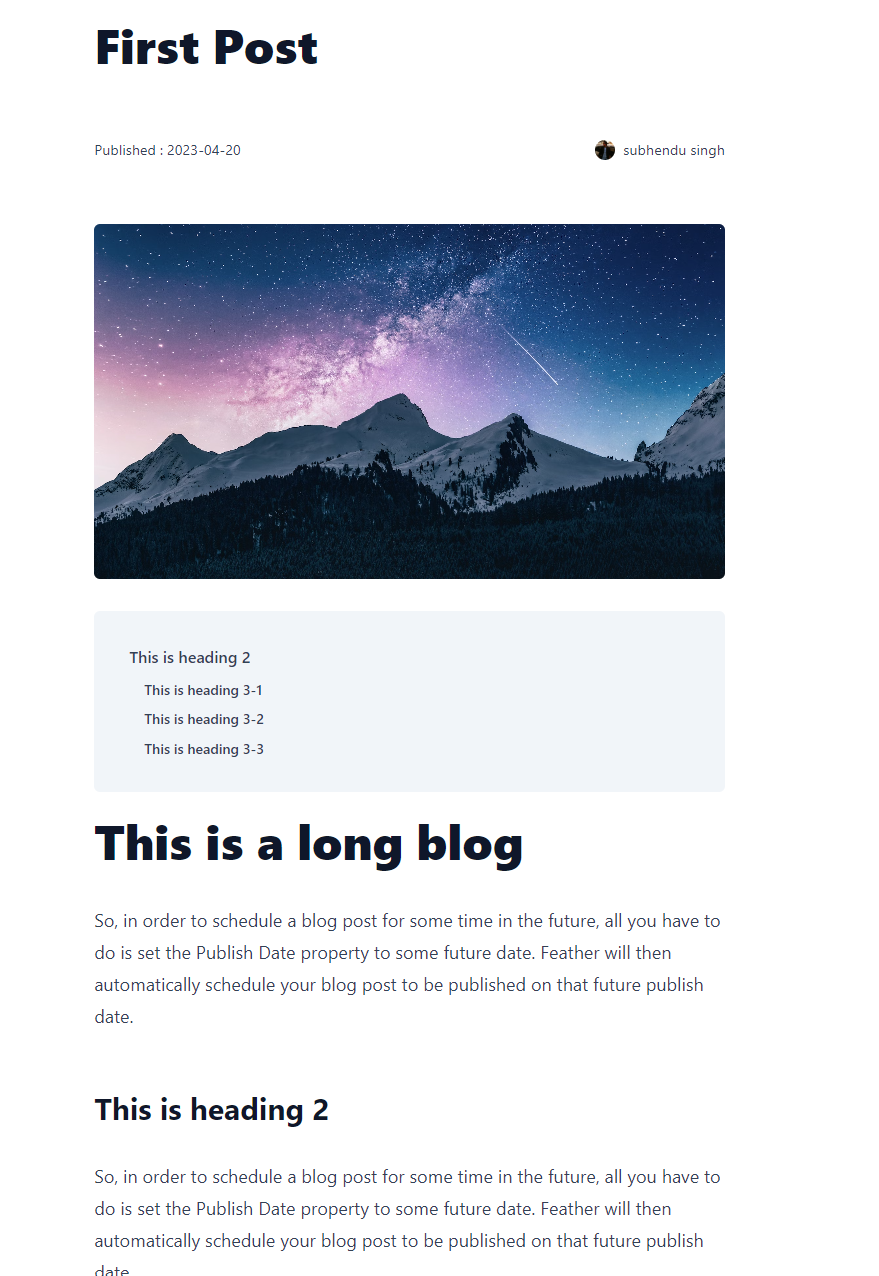 First Post
Published : 2023-04-20
subhendu singh
This is heading 2
This is heading 3-1
This is heading 3-2
This is heading 3-3
This is a long blog
So, in order to schedule a blog post for some time in the future, all you have to
do is set the Publish Date property to some future date. Feather will then
automatically schedule your blog post to be published on that future publish
date.
This is heading 2
So, in order to schedule a blog post for some time in the future, all you have to
do is set the Publish Date property to some future date. Feather will then
automatically schedule your blog post to be published on that future publish
date